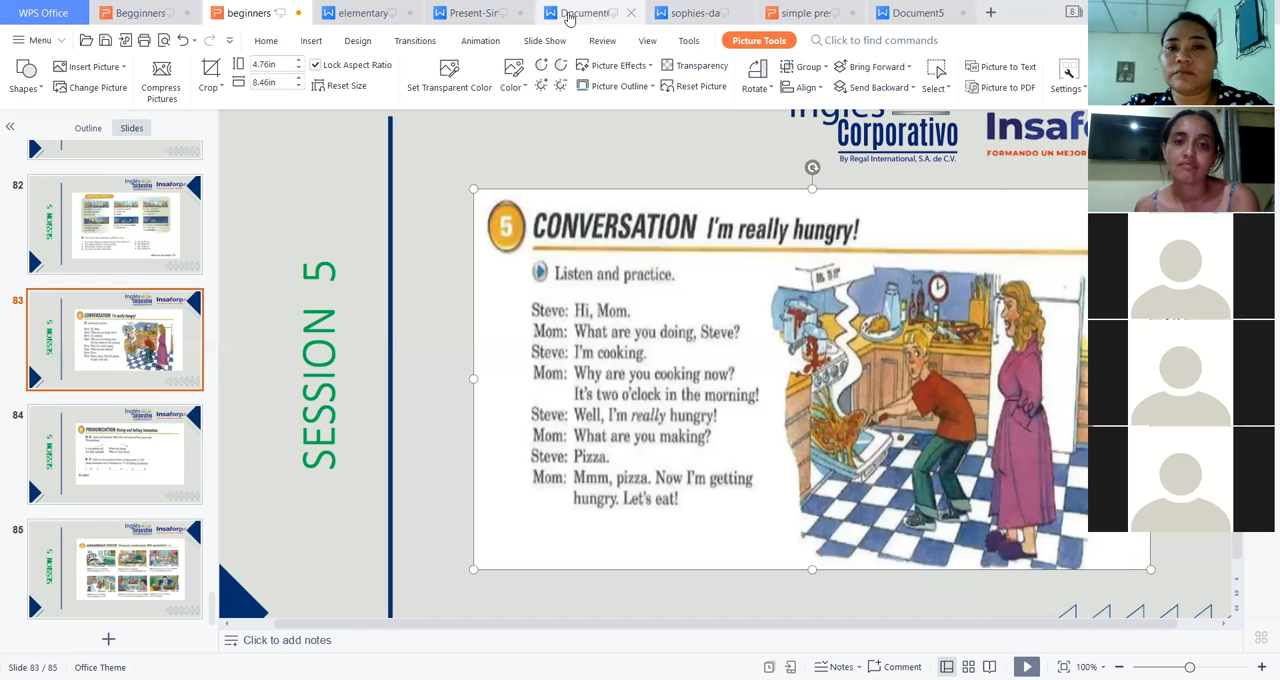 WPS Office
Begginners
beginners
elementary
Present-Sir
Document
sophies-da
simple pre
Document5
8
Menu
Home
Insert
Design
Transitions
Animation
Slide Show
Review
View
Tools
Picture Tools
Click to find commands
Insert Picture
4.76in
Lock Aspect Ratio
Picture Effects
Transparency
Group
Bring Forward
Picture to Text
Shapes
Change Picture
Compress Pictures
Crop
8.46in
Reset Size
Set Transparent Color
Color
Picture Outline
Reset Picture
Rotate
Align
Send Backward
Select
Picture to PDF
Settings
Outline
Slides
82
83
84
85
Inglés
Corporativo
By Regal International, S.A. de C.V.
Insafo
FORMANDO UN MEJOR
SESSION 5
5 CONVERSATION I'm really hungry!
Listen and practice.
Steve: Hi, Mom.
Mom: What are you doing, Steve?
Steve: I'm cooking.
Mom: Why are you cooking now?
It's two o'clock in the morning!
Steve: Well, I'm really hungry!
Mom: What are you making?
Steve: Pizza.
Mom: Mmm, pizza. Now I'm getting
hungry. Let's eat!
Click to add notes
Slide 83 / 85
Office Theme
Notes
Comment
100%